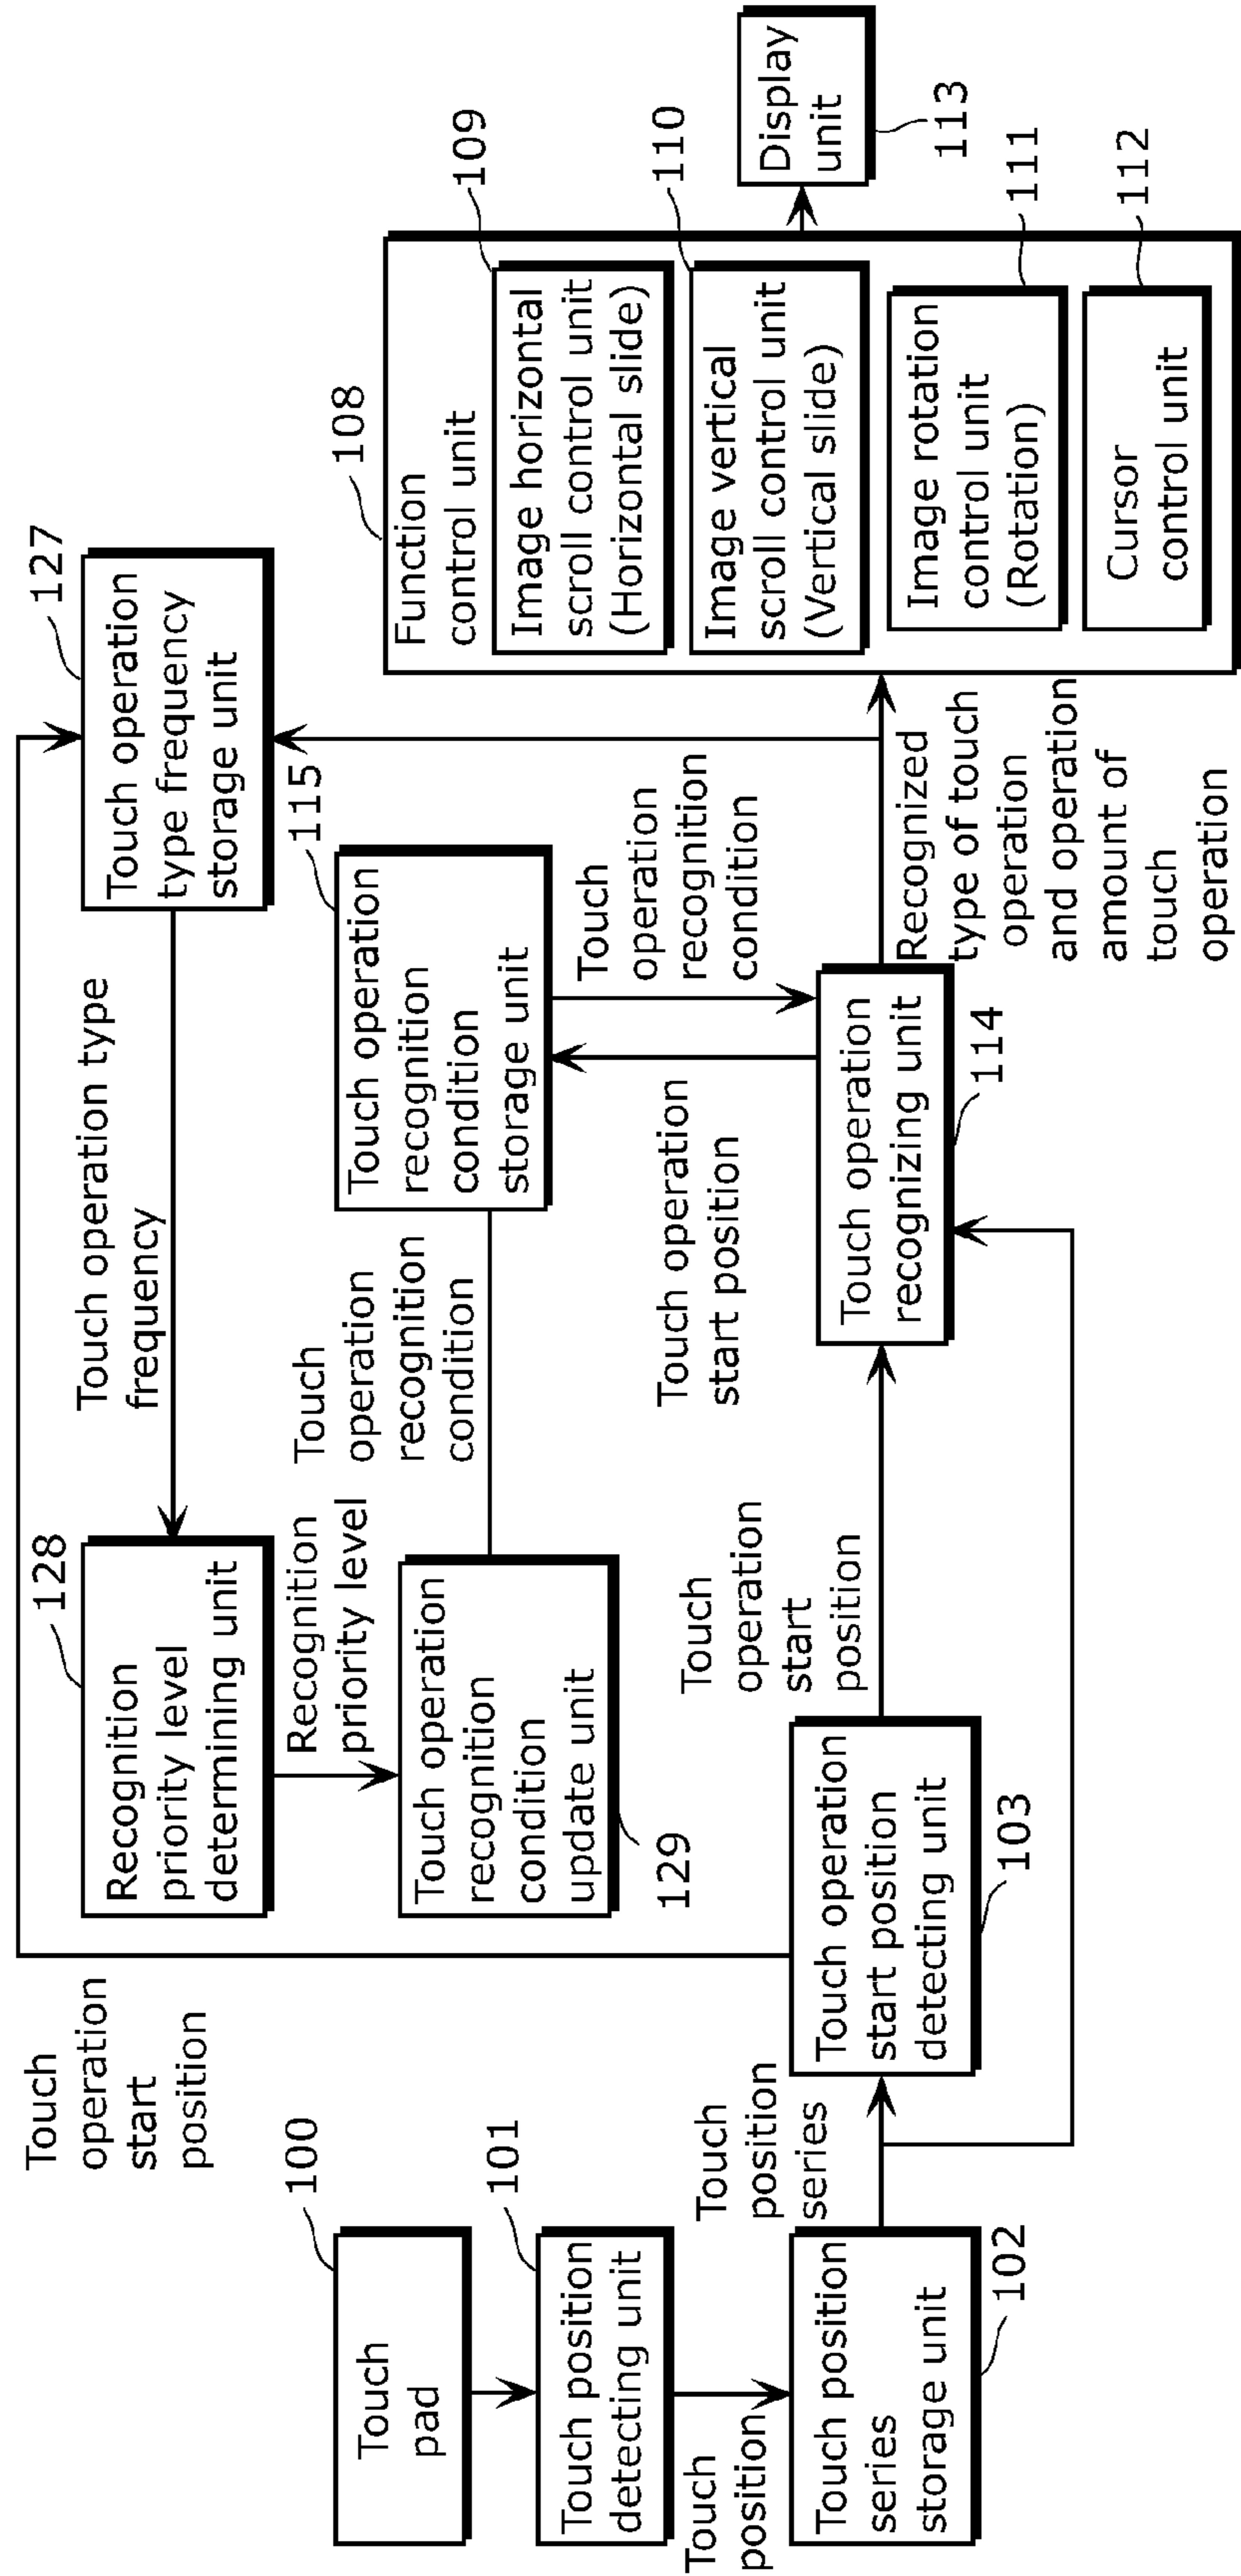 Touch
operation
start
position
128
Recognition
priority level
determining unit
Touch operation type
frequency
127
Touch operation
type frequency
storage unit
Recognition
priority level
Touch operation
recognition
condition
update unit
129
Touch
operation
recognition
condition
115
Touch operation
recognition
condition
storage unit
100
Touch
pad
101
Touch position
detecting unit
Touch
position
Touch position
series
storage unit
102
Touch
position
series
Touch operation
start position
detecting unit
103
Touch
operation
start
position
Touch operation
start position
Touch
operation
recognition
condition
Touch operation
recognizing unit
114
Recognized
type of touch
operation
and operation
amount of
touch
operation
108
Function
control unit
109
Image horizontal
scroll control unit
(Horizontal slide)
110
Image vertical
scroll control unit
(Vertical slide)
Image rotation
control unit
(Rotation)
111
Cursor
control unit
112
Display
unit
113